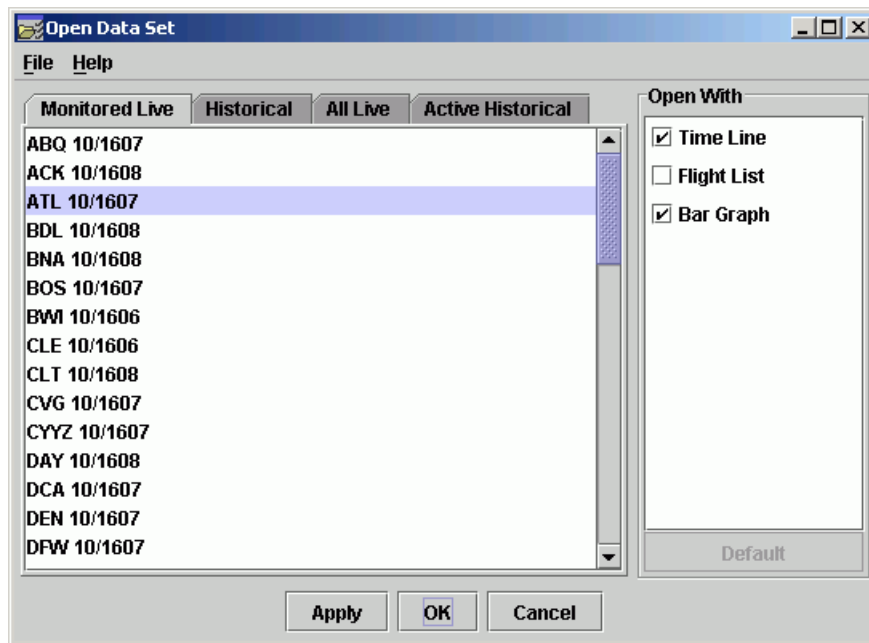 Open Data Set
File Help
Monitored Live Historical All Live Active Historical
Open With
ABQ 10/1607
ACK 10/1608
ATL 10/1607
BDL 10/1608
BNA 10/1608
BOS 10/1607
BWI 10/1606
CLE 10/1606
CLT 10/1608
CVG 10/1607
CYYZ 10/1607
DAY 10/1608
DCA 10/1607
DEN 10/1607
DFW 10/1607
Time Line
Flight List
Bar Graph
Default
Apply OK Cancel